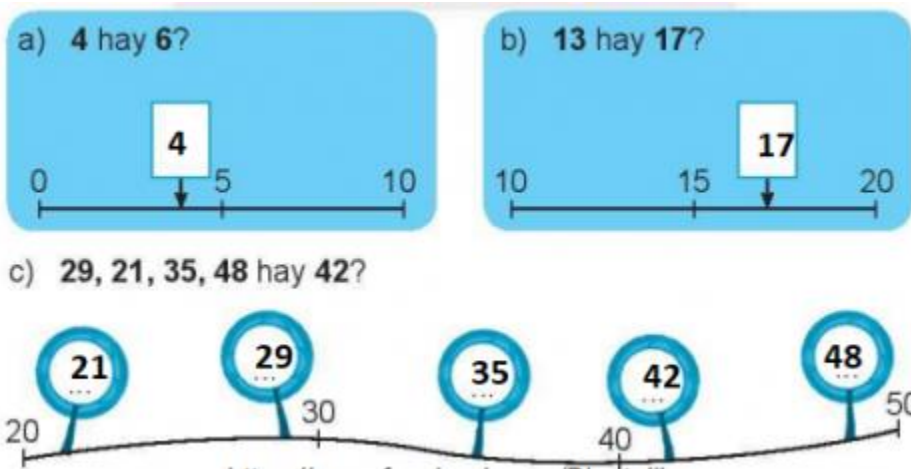 a) 4 hay 6? b) 13 hay 17?
4 17
0 5 10 10 15 20
c) 29, 21, 35, 48 hay 42?
21 29 35 42 48
... ... ... ... ...
20 30 40 50